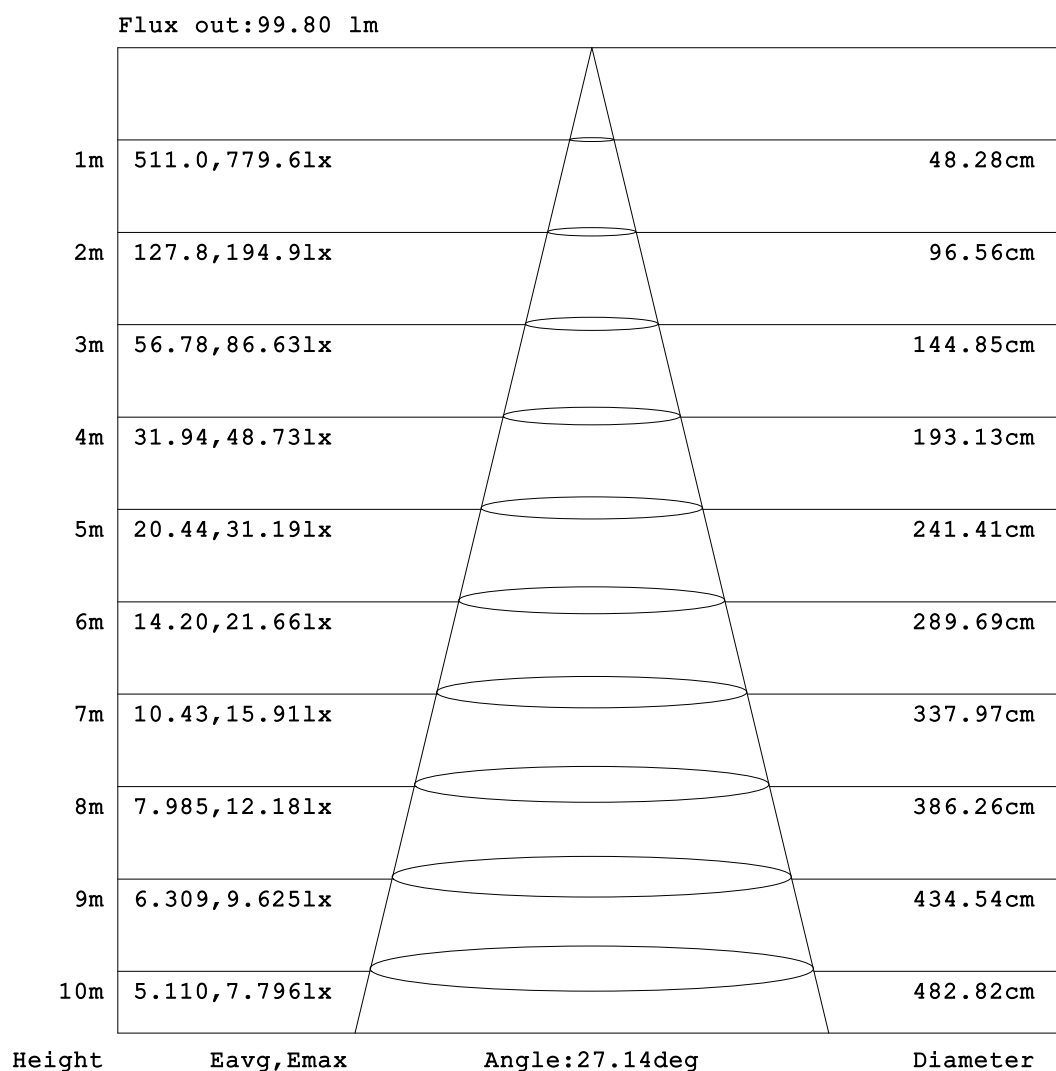 Flux out:99.80 lm
1m 511.0,779.6lx 48.28cm
2m 127.8,194.9lx 96.56cm
3m 56.78,86.63lx 144.85cm
4m 31.94,48.73lx 193.13cm
5m 20.44,31.19lx 241.41cm
6m 14.20,21.66lx 289.69cm
7m 10.43,15.91lx 337.97cm
8m 7.985,12.18lx 386.26cm
9m 6.309,9.625lx 434.54cm
10m 5.110,7.796lx 482.82cm
Height Eavg,Emax Angle:27.14deg Diameter